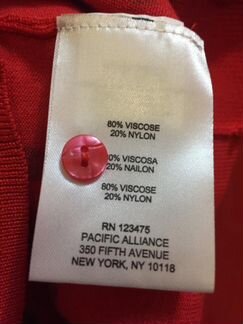 80% VISCOSE
20% NYLON
80% VISCOSA
20% NAILON
80% VISCOSE
20% NYLON
RN 123475
PACIFIC ALLIANCE
350 FIFTH AVENUE
NEW YORK, NY 10118